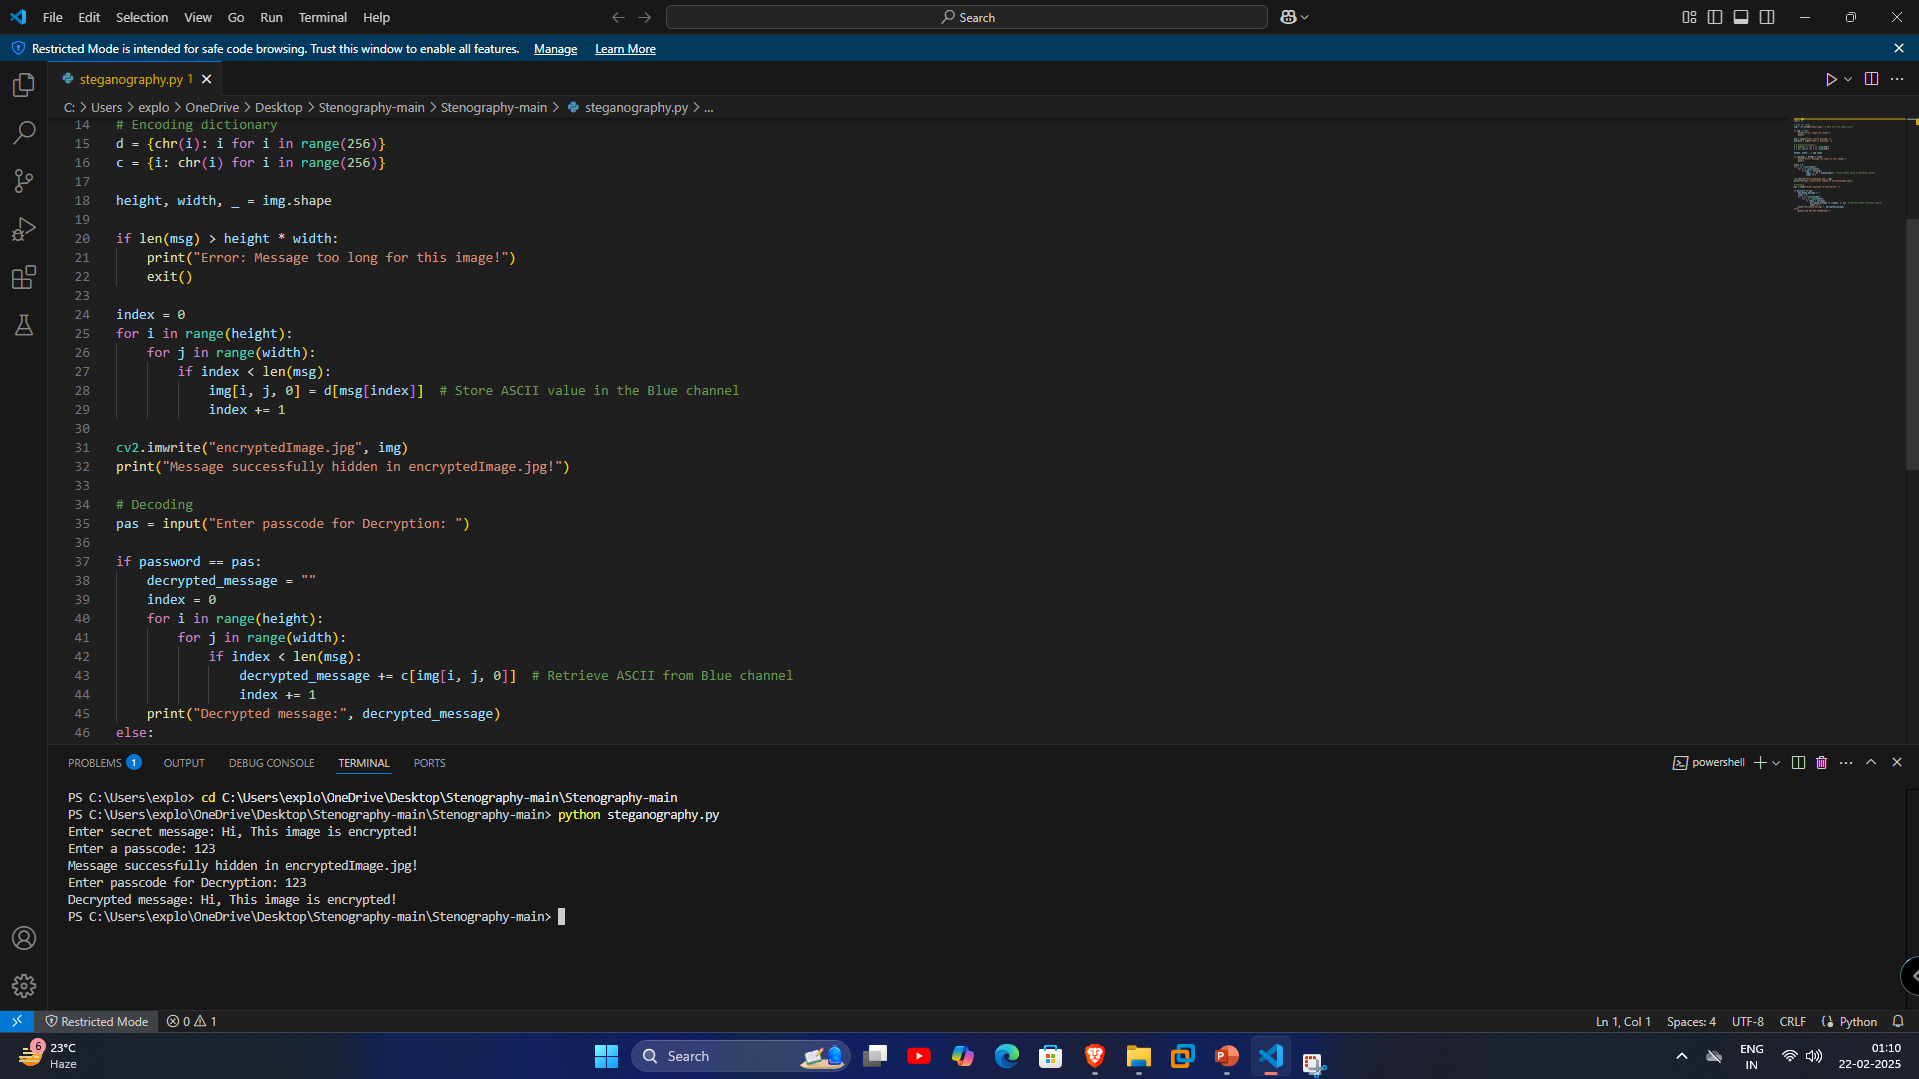 File Edit Selection View Go Run Terminal Help Search
Restricted Mode is intended for safe code browsing. Trust this window to enable all features. Manage Learn More
steganography.py 1
C: > Users > explo > OneDrive > Desktop > Stenography-main > Stenography-main > steganography.py > ...
14 # Encoding dictionary
15 d = {chr(i): i for i in range(256)}
16 c = {i: chr(i) for i in range(256)}
17
18 height, width, _ = img.shape
19
20 if len(msg) > height * width:
21     print("Error: Message too long for this image!")
22     exit()
23
24 index = 0
25 for i in range(height):
26     for j in range(width):
27         if index < len(msg):
28             img[i, j, 0] = d[msg[index]]  # Store ASCII value in the Blue channel
29             index += 1
30
31 cv2.imwrite("encryptedImage.jpg", img)
32 print("Message successfully hidden in encryptedImage.jpg!")
33
34 # Decoding
35 pas = input("Enter passcode for Decryption: ")
36
37 if password == pas:
38     decrypted_message = ""
39     index = 0
40     for i in range(height):
41         for j in range(width):
42             if index < len(msg):
43                 decrypted_message += c[img[i, j, 0]]  # Retrieve ASCII from Blue channel
44                 index += 1
45     print("Decrypted message:", decrypted_message)
46 else:
PROBLEMS 1 OUTPUT DEBUG CONSOLE TERMINAL PORTS powershell
PS C:\Users\explo> cd C:\Users\explo\OneDrive\Desktop\Stenography-main\Stenography-main
PS C:\Users\explo\OneDrive\Desktop\Stenography-main\Stenography-main> python steganography.py
Enter secret message: Hi, This image is encrypted!
Enter a passcode: 123
Message successfully hidden in encryptedImage.jpg!
Enter passcode for Decryption: 123
Decrypted message: Hi, This image is encrypted!
PS C:\Users\explo\OneDrive\Desktop\Stenography-main\Stenography-main>
Restricted Mode 0 1 Ln 1, Col 1 Spaces: 4 UTF-8 CRLF Python
6 23°C
Haze
Search
ENG
IN
01:10
22-02-2025